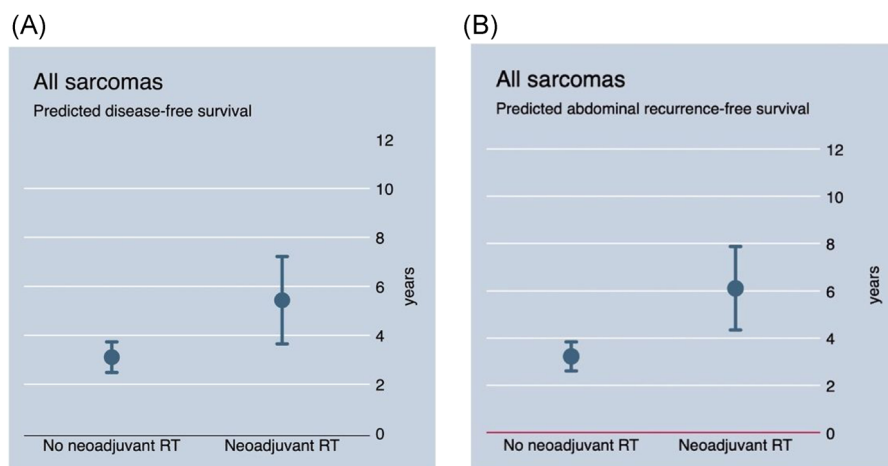 (A)
All sarcomas
Predicted disease-free survival
12
10
8
6
4
2
0
years
No neoadjuvant RT
Neoadjuvant RT
(B)
All sarcomas
Predicted abdominal recurrence-free survival
12
10
8
6
4
2
0
years
No neoadjuvant RT
Neoadjuvant RT